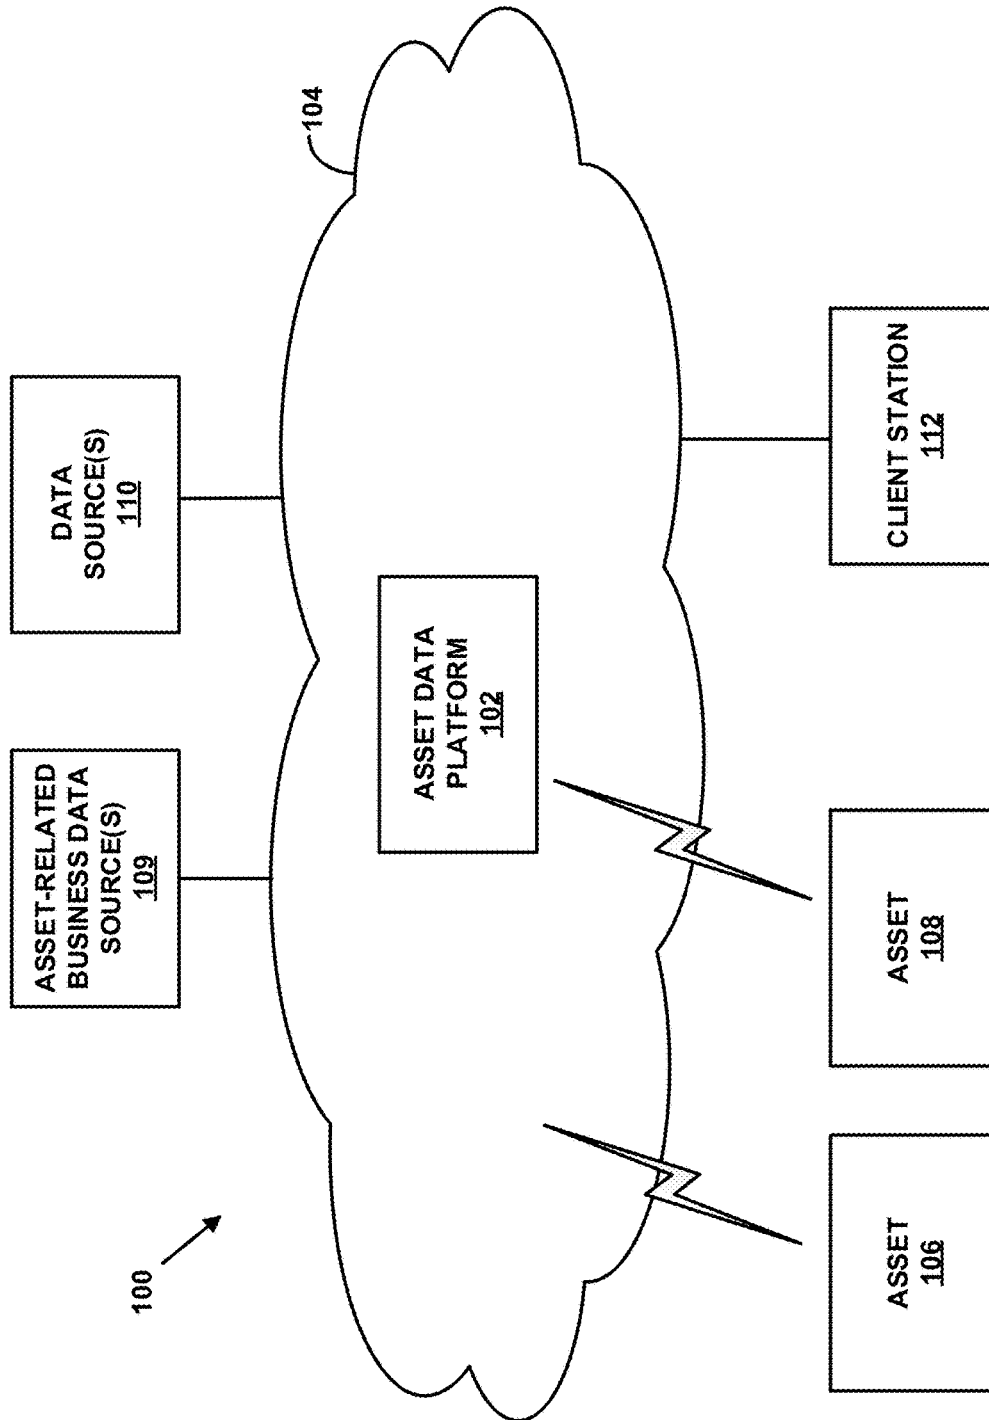 100
104
ASSET-RELATED
BUSINESS DATA
SOURCE(S)
109
DATA
SOURCE(S)
110
ASSET DATA
PLATFORM
102
ASSET
106
ASSET
108
CLIENT STATION
112